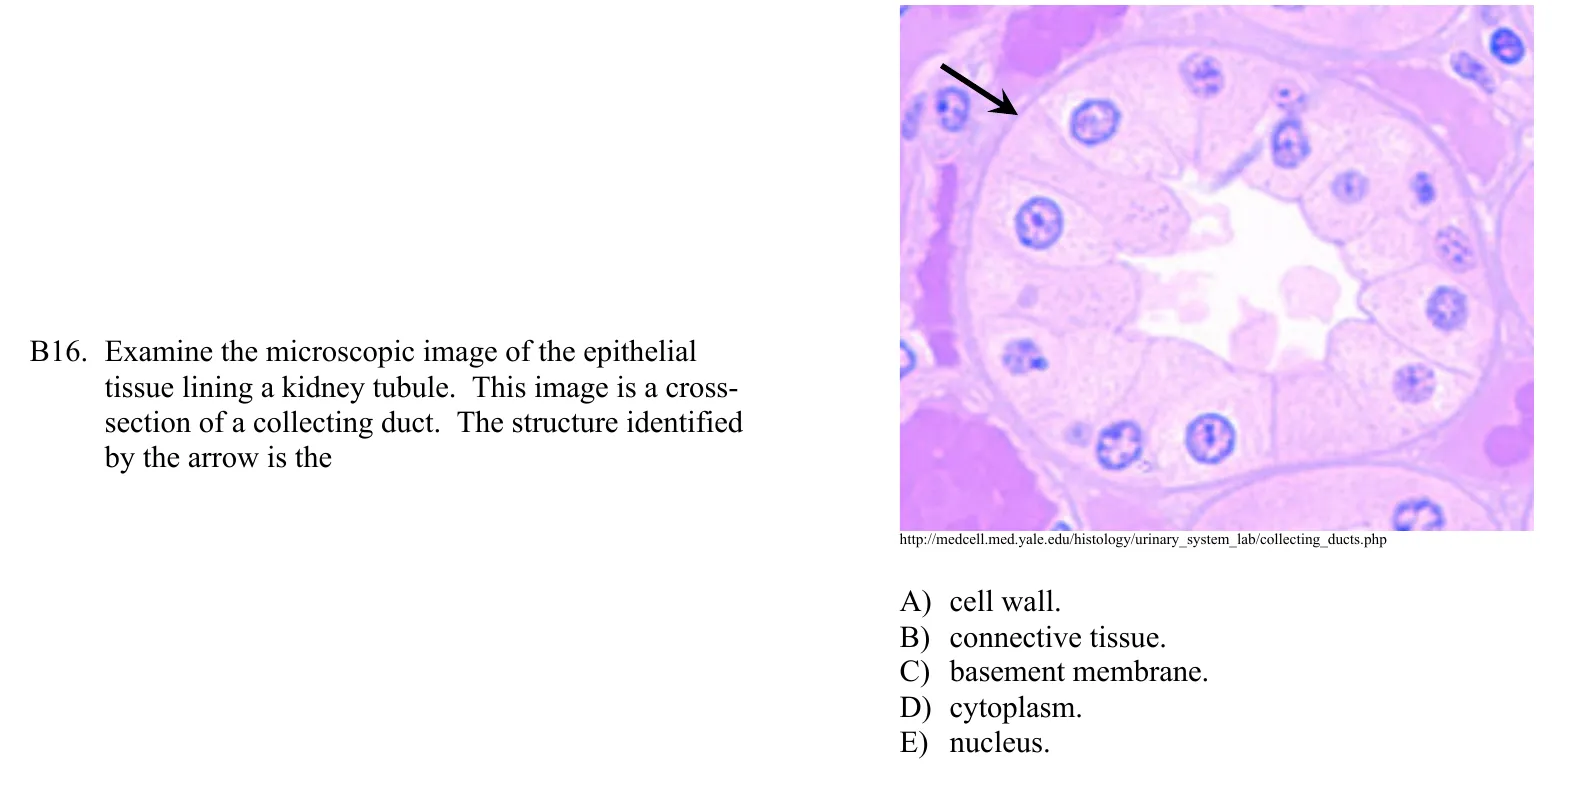 B16. Examine the microscopic image of the epithelial
tissue lining a kidney tubule. This image is a cross-
section of a collecting duct. The structure identified
by the arrow is the
http://medcell.med.yale.edu/histology/urinary_system_lab/collecting_ducts.php
A) cell wall.
B) connective tissue.
C) basement membrane.
D) cytoplasm.
E) nucleus.